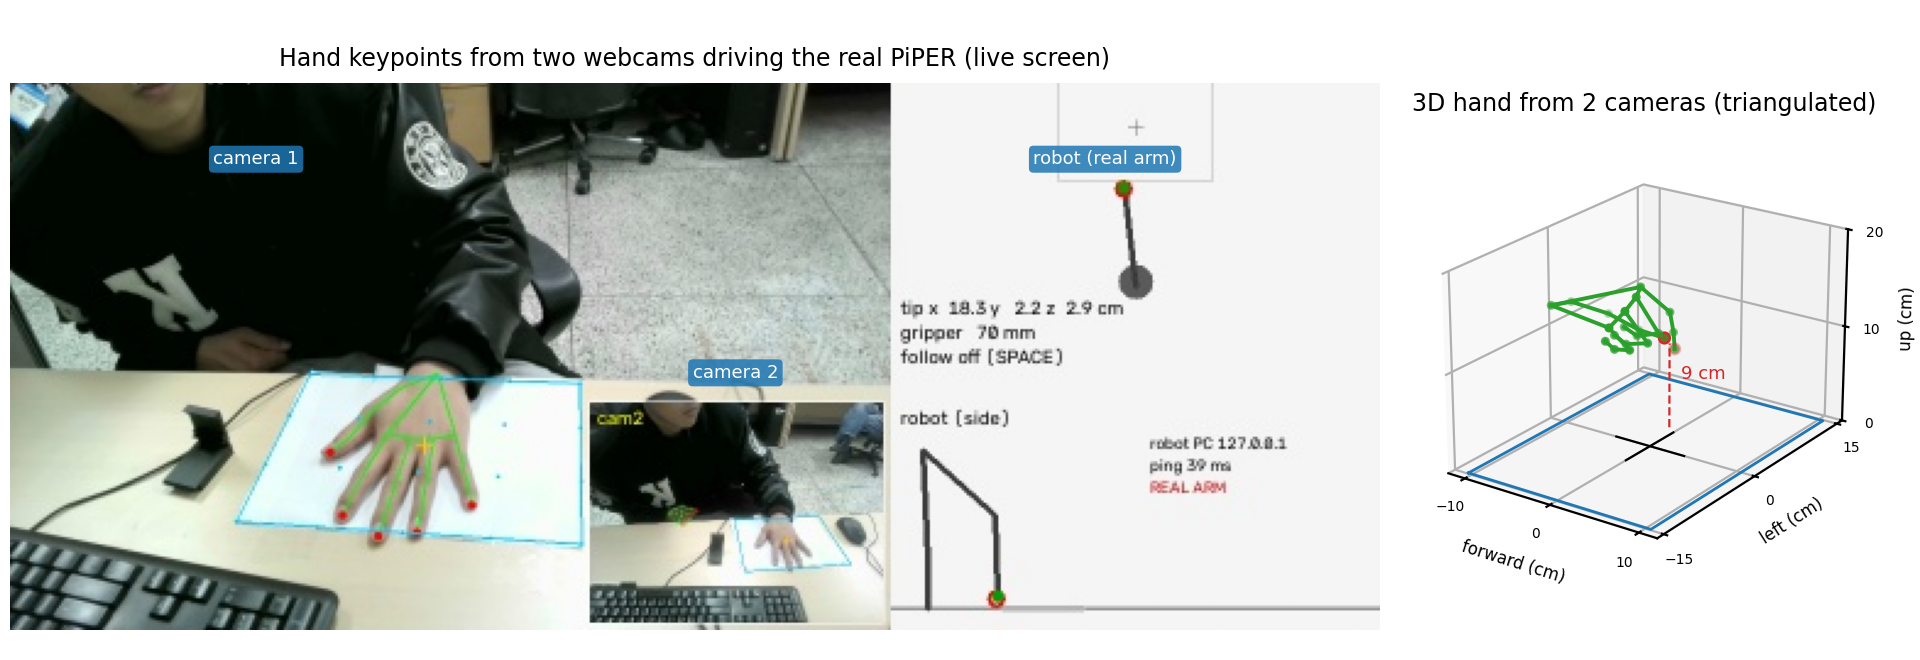 Hand keypoints from two webcams driving the real PiPER (live screen)
camera 1
K
camera 2
cam2
K
robot (real arm)
tip x 18.3 y 2.2 z 2.9 cm
gripper 70 mm
follow off [SPACE]
robot [side]
robot PC 127.0.0.1
ping 39 ms
REAL ARM
3D hand from 2 cameras (triangulated)
9 cm
20
10
0
up (cm)
15
0
−15
left (cm)
−10
0
10
forward (cm)